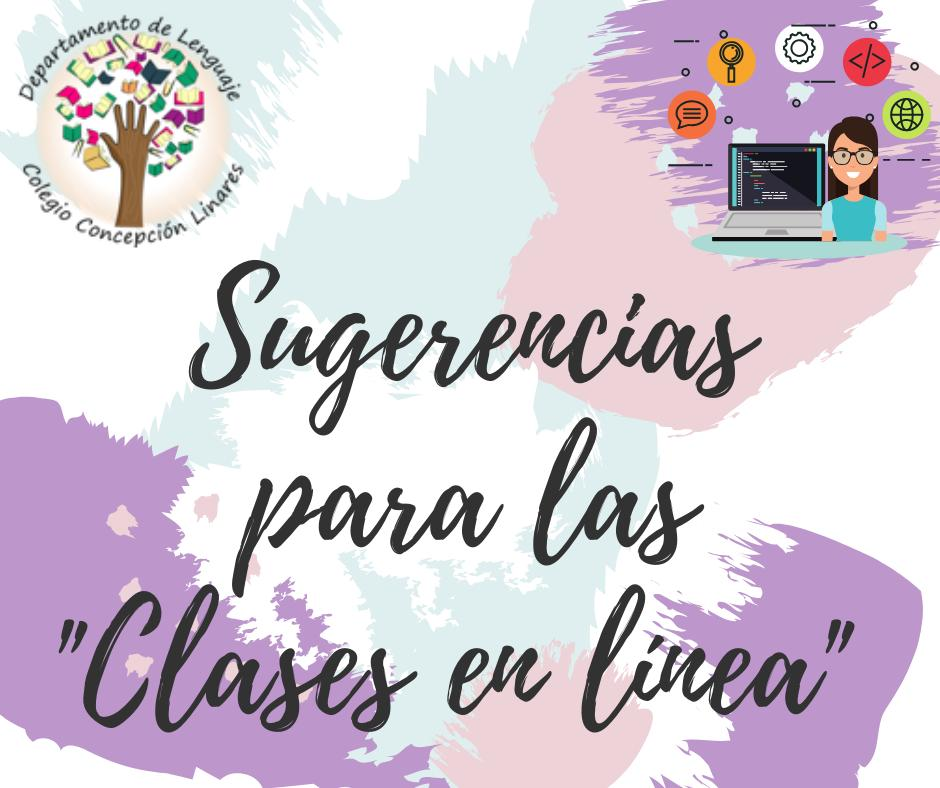 Departamento de Lenguaje
Colegio Concepción Linares
Sugerencias
para las
"Clases en línea"